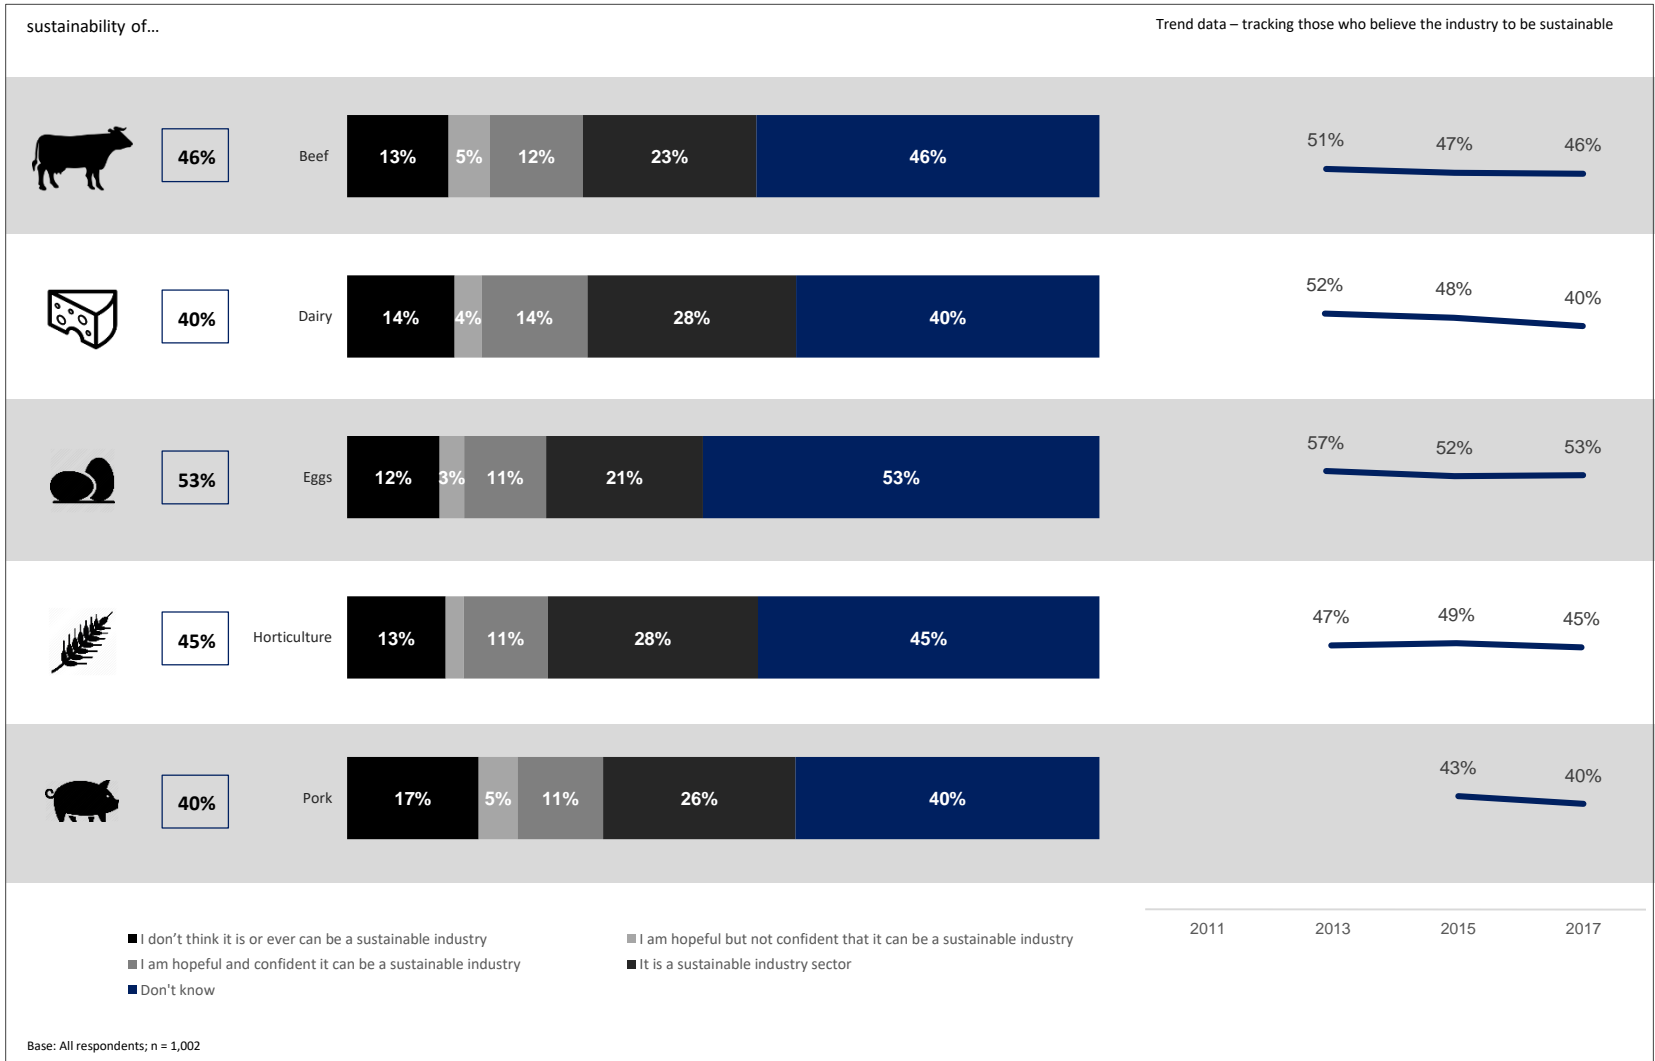 sustainability of...
Trend data – tracking those who believe the industry to be sustainable
46%
Beef
13% 5% 12% 23% 46%
51% 47% 46%
40%
Dairy
14% 4% 14% 28% 40%
52% 48% 40%
53%
Eggs
12% 3% 11% 21% 53%
57% 52% 53%
45%
Horticulture
13% 11% 28% 45%
47% 49% 45%
40%
Pork
17% 5% 11% 26% 40%
43% 40%
2011 2013 2015 2017
I don't think it is or ever can be a sustainable industry
I am hopeful but not confident that it can be a sustainable industry
I am hopeful and confident it can be a sustainable industry
It is a sustainable industry sector
Don't know
Base: All respondents; n = 1,002